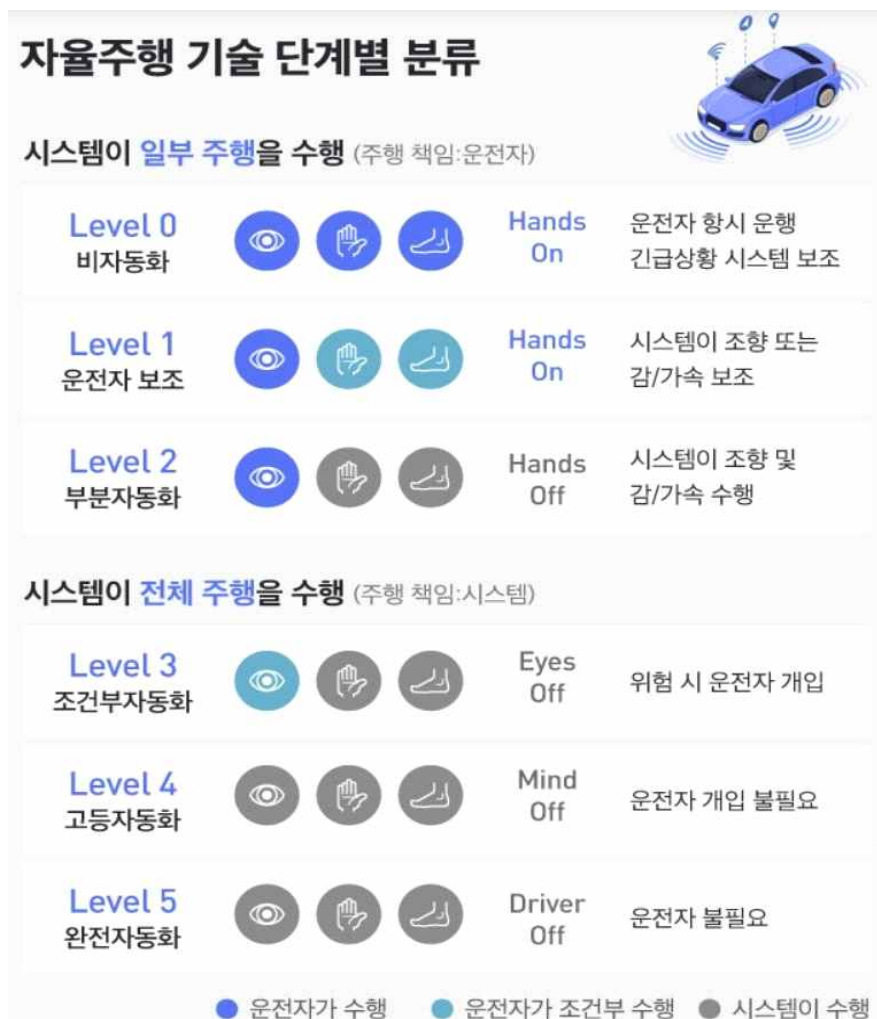 자율주행 기술 단계별 분류
시스템이 일부 주행을 수행 (주행 책임:운전자)
Level 0
비자동화
Hands
On
운전자 항시 운행
긴급상황 시스템 보조
Level 1
운전자 보조
Hands
On
시스템이 조향 또는
감/가속 보조
Level 2
부분자동화
Hands
Off
시스템이 조향 및
감/가속 수행
시스템이 전체 주행을 수행 (주행 책임:시스템)
Level 3
조건부자동화
Eyes
Off
위험 시 운전자 개입
Level 4
고등자동화
Mind
Off
운전자 개입 불필요
Level 5
완전자동화
Driver
Off
운전자 불필요
운전자가 수행 운전자가 조건부 수행 시스템이 수행